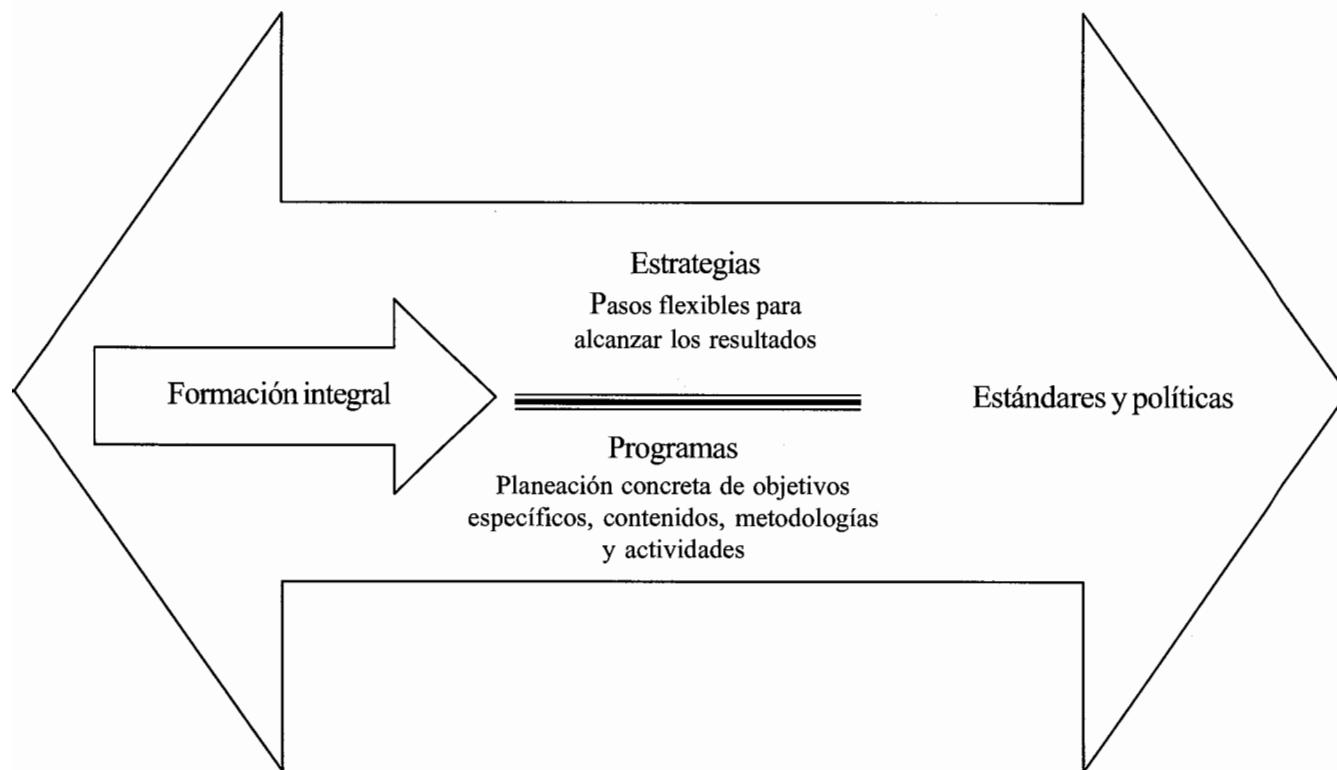 Estrategias
Pasos flexibles para
alcanzar los resultados
Formación integral
Estándares y políticas
Programas
Planeación concreta de objetivos
específicos, contenidos, metodologías
y actividades